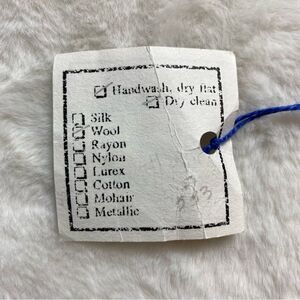 Handwash, dry flat
Dry clean
Silk
Wool
Rayon
Nylon
Lurex
Cotton
Mohair
Metallic